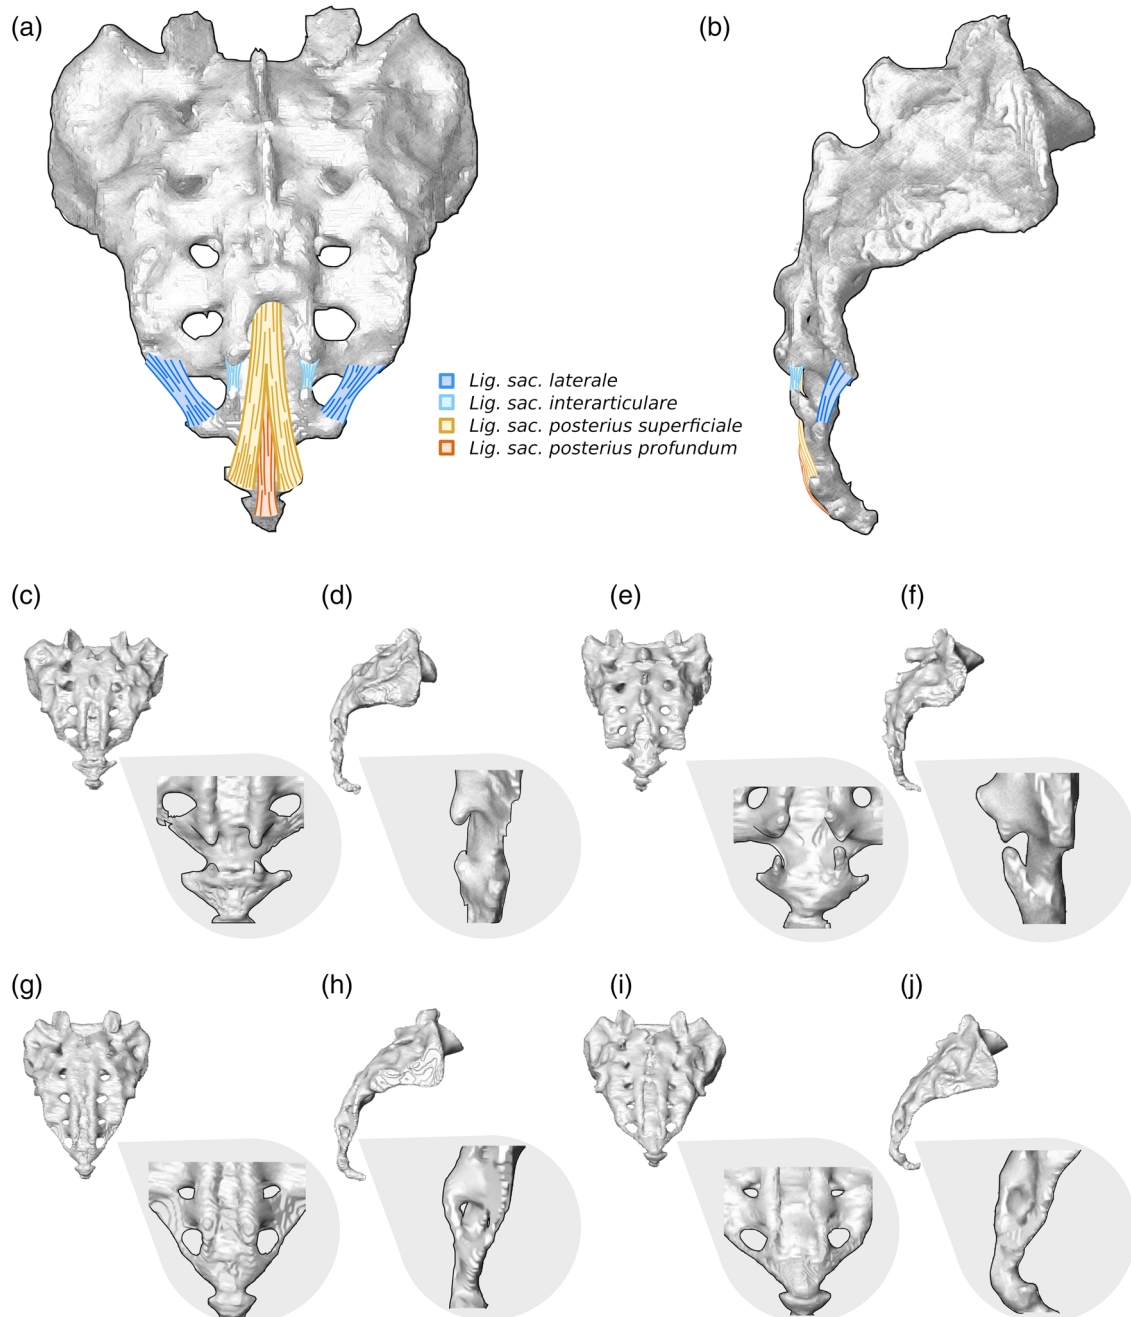 (a)
(b)
Lig. sac. laterale
Lig. sac. interarticulare
Lig. sac. posterius superficiale
Lig. sac. posterius profundum
(c)
(d)
(e)
(f)
(g)
(h)
(i)
(j)